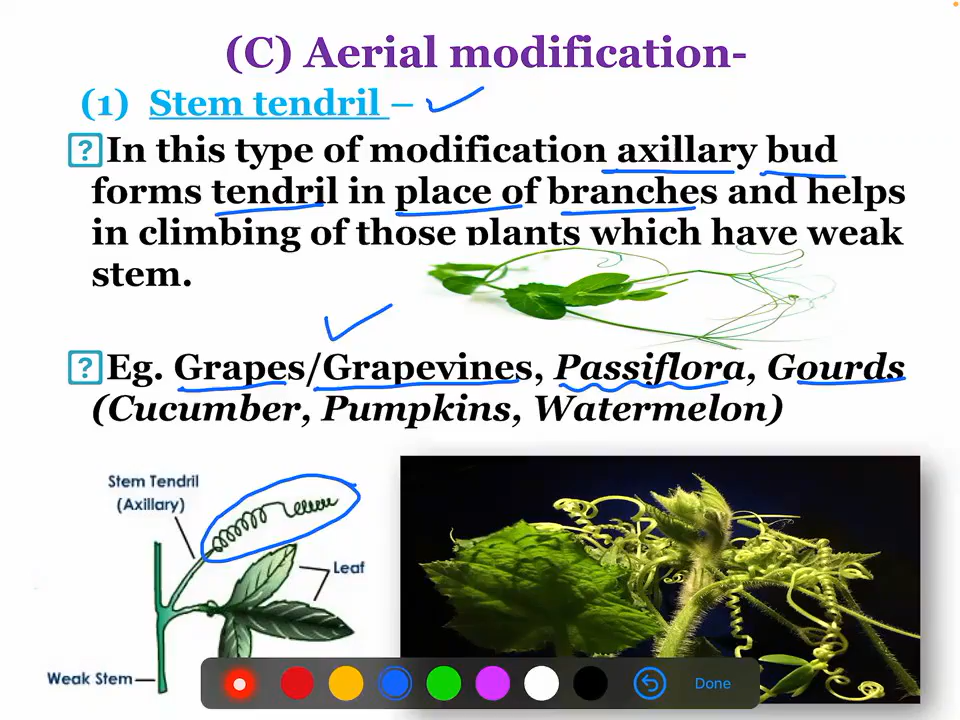 (C) Aerial modification-
(1) Stem tendril –
In this type of modification axillary bud
forms tendril in place of branches and helps
in climbing of those plants which have weak
stem.
Eg. Grapes/Grapevines, Passiflora, Gourds
(Cucumber, Pumpkins, Watermelon)
Stem Tendril
(Axillary)
Leaf
Weak Stem
Done